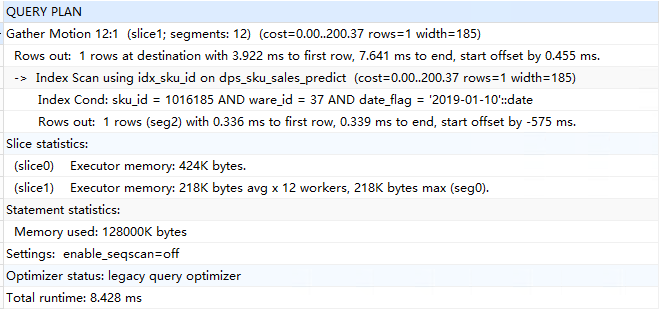 QUERY PLAN
Gather Motion 12:1 (slice1; segments: 12) (cost=0.00..200.37 rows=1 width=185)
Rows out: 1 rows at destination with 3.922 ms to first row, 7.641 ms to end, start offset by 0.455 ms.
-> Index Scan using idx_sku_id on dps_sku_sales_predict (cost=0.00..200.37 rows=1 width=185)
Index Cond: sku_id = 1016185 AND ware_id = 37 AND date_flag = '2019-01-10'::date
Rows out: 1 rows (seg2) with 0.336 ms to first row, 0.339 ms to end, start offset by -575 ms.
Slice statistics:
(slice0) Executor memory: 424K bytes.
(slice1) Executor memory: 218K bytes avg x 12 workers, 218K bytes max (seg0).
Statement statistics:
Memory used: 128000K bytes
Settings: enable_seqscan=off
Optimizer status: legacy query optimizer
Total runtime: 8.428 ms